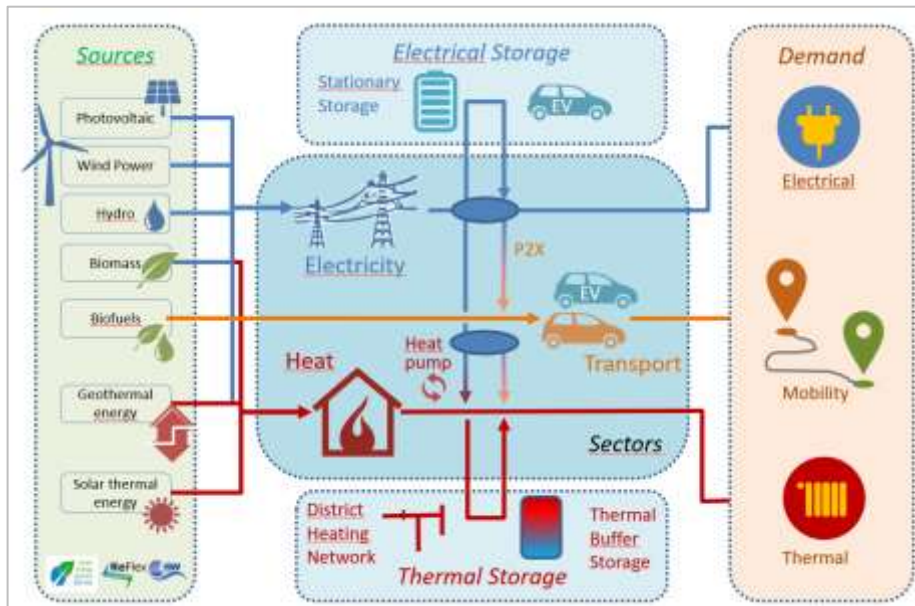 Sources
Photovoltaic
Wind Power
Hydro
Biomass
Biofuels
Geothermal
energy
Solar thermal
energy
ReFlex
Electrical Storage
Stationary
Storage
EV
Electricity
P2X
EV
Heat
Heat
pump
Transport
Sectors
District
Heating
Network
Thermal
Buffer
Storage
Thermal Storage
Demand
Electrical
Mobility
Thermal